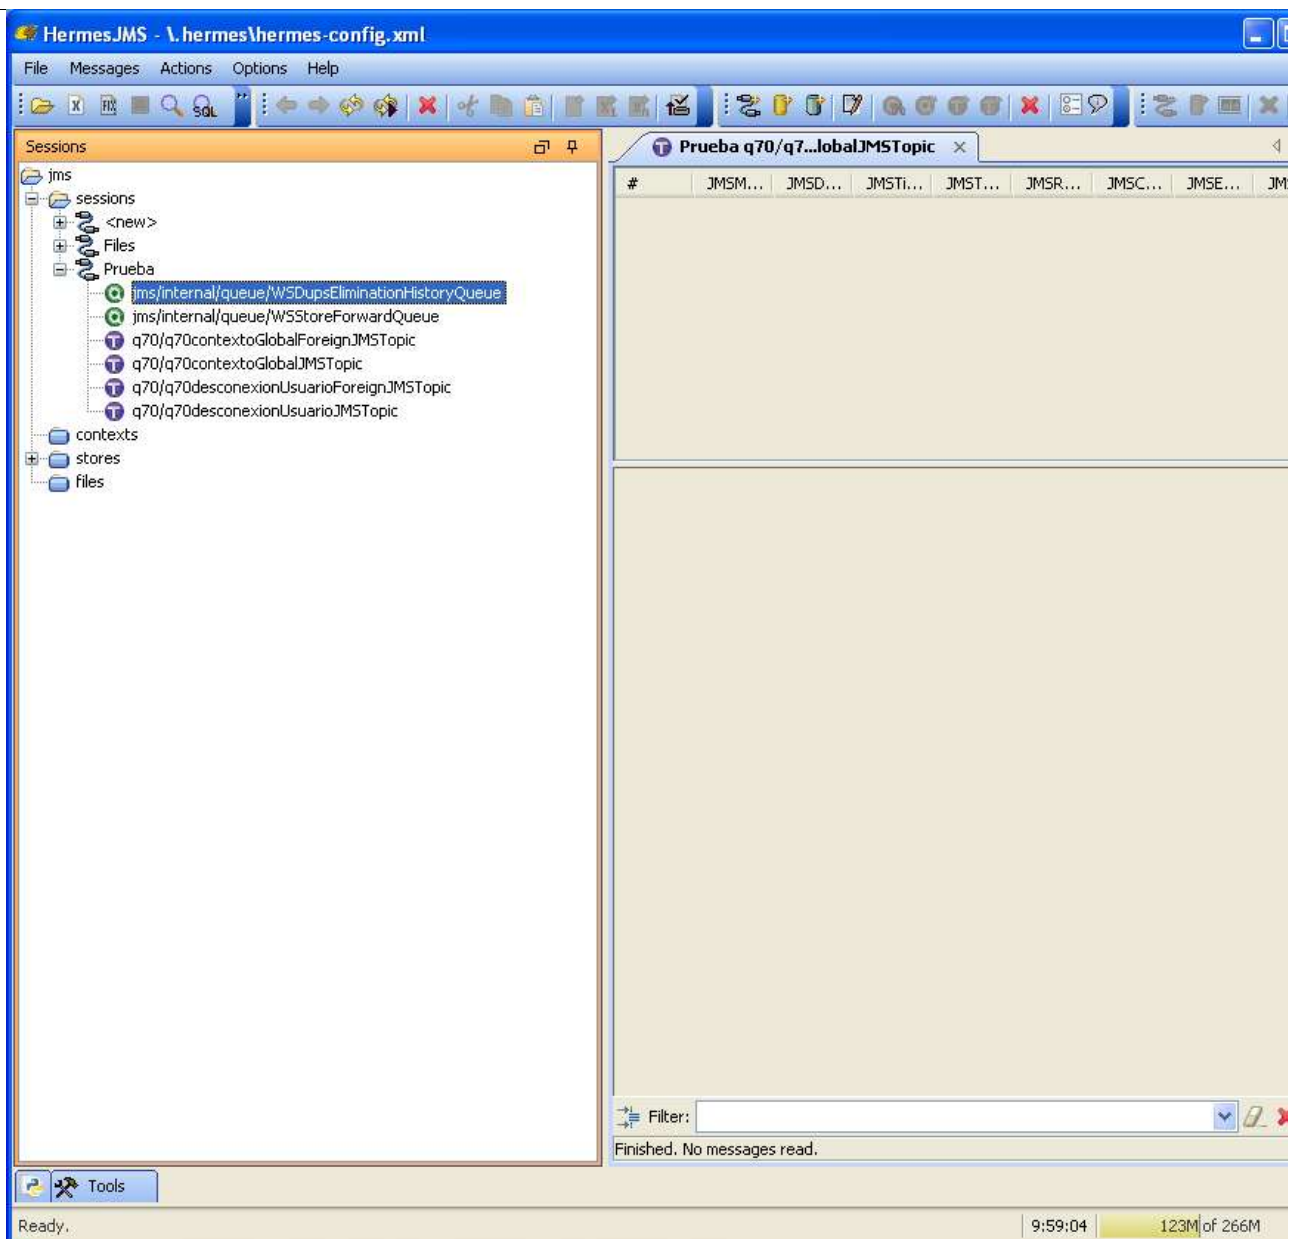 HermesJMS - \.hermes\hermes-config.xml
File Messages Actions Options Help
X FIX SQL
Sessions
jms
sessions
<new>
Files
Prueba
jms/internal/queue/WSDupsEliminationHistoryQueue
jms/internal/queue/WSStoreForwardQueue
q70/q70contextoGlobalForeignJMSTopic
q70/q70contextoGlobalJMSTopic
q70/q70desconexionUsuarioForeignJMSTopic
q70/q70desconexionUsuarioJMSTopic
contexts
stores
files
Prueba q70/q7...lobalJMSTopic
# JMSM... JMSD... JMSTi... JMST... JMSR... JMSC... JMSE... JM
Filter:
Finished. No messages read.
Tools
Ready. 9:59:04 123M of 266M